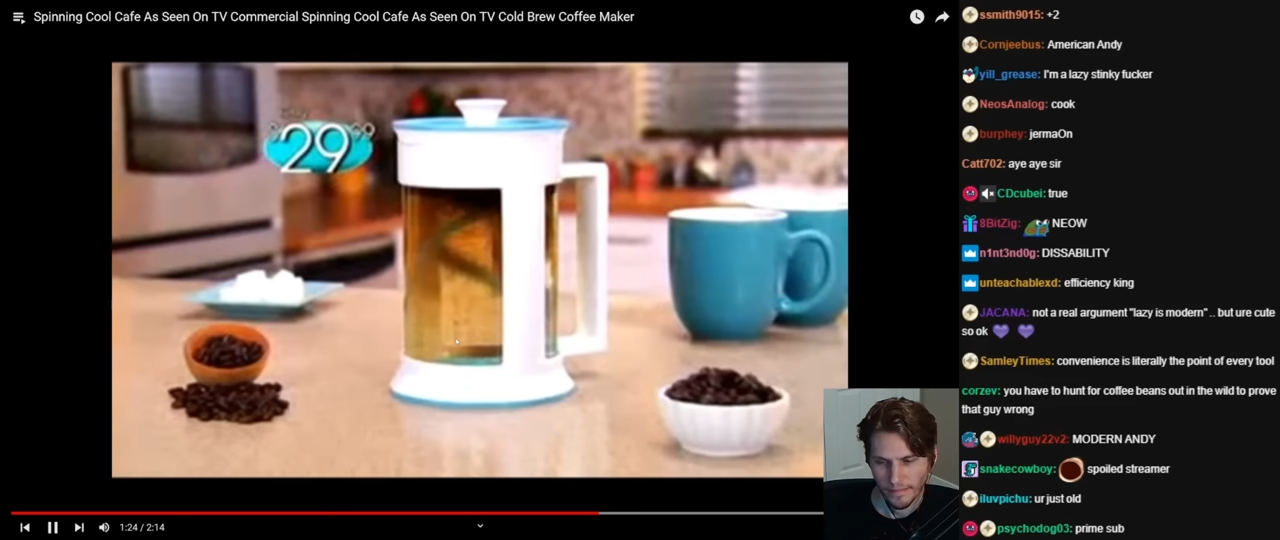 Spinning Cool Cafe As Seen On TV Commercial Spinning Cool Cafe As Seen On TV Cold Brew Coffee Maker
$29⁹⁹
1:24 / 2:14
ssmith9015: +2
Cornjeebus: American Andy
yill_grease: I'm a lazy stinky fucker
NeosAnalog: cook
burphey: jermaOn
Catt702: aye aye sir
CDcubei: true
8BitZig: NEOW
n1nt3nd0g: DISSABILITY
unteachablexd: efficiency king
JACANA: not a real argument "lazy is modern" .. but ure cute
so ok
SamleyTimes: convenience is literally the point of every tool
corzev: you have to hunt for coffee beans out in the wild to prove
that guy wrong
willyguy22v2: MODERN ANDY
snakecowboy: spoiled streamer
iluvpichu: ur just old
psychodog03: prime sub